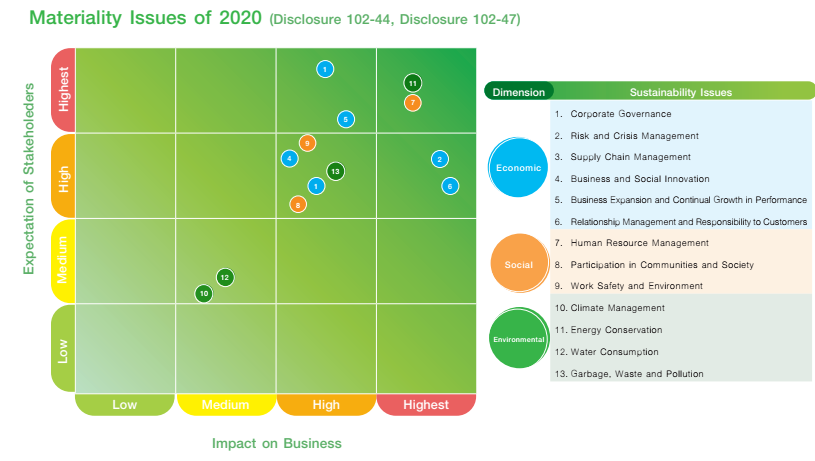 Materiality Issues of 2020 (Disclosure 102-44, Disclosure 102-47)
Expectation of Stakeholeders
Highest
High
Medium
Low
1
11
7
5
9
4
2
13
1
6
8
12
10
Low
Medium
High
Highest
Impact on Business
Dimension
Sustainability Issues
Economic
1. Corporate Governance
2. Risk and Crisis Management
3. Supply Chain Management
4. Business and Social Innovation
5. Business Expansion and Continual Growth in Performance
6. Relationship Management and Responsibility to Customers
Social
7. Human Resource Management
8. Participation in Communities and Society
9. Work Safety and Environment
Environmental
10. Climate Management
11. Energy Conservation
12. Water Consumption
13. Garbage, Waste and Pollution